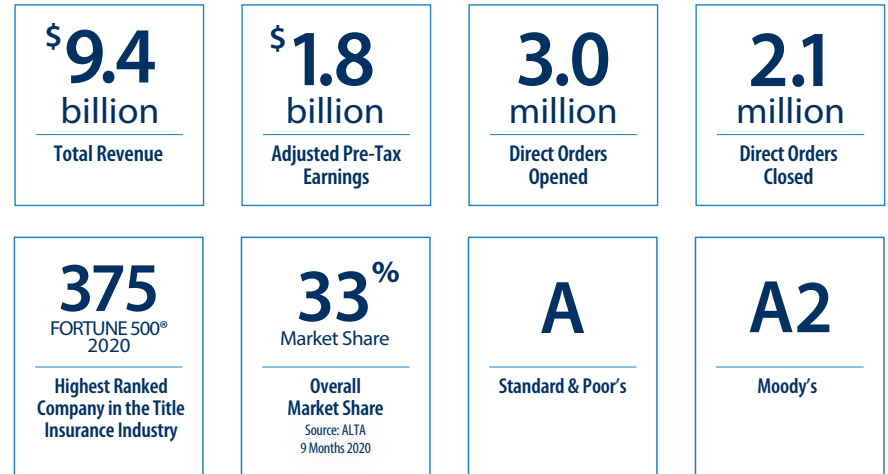 $9.4
billion
Total Revenue
$1.8
billion
Adjusted Pre-Tax
Earnings
3.0
million
Direct Orders
Opened
2.1
million
Direct Orders
Closed
375
FORTUNE 500®
2020
Highest Ranked
Company in the Title
Insurance Industry
33%
Market Share
Overall
Market Share
Source: ALTA
9 Months 2020
A
Standard & Poor's
A2
Moody's